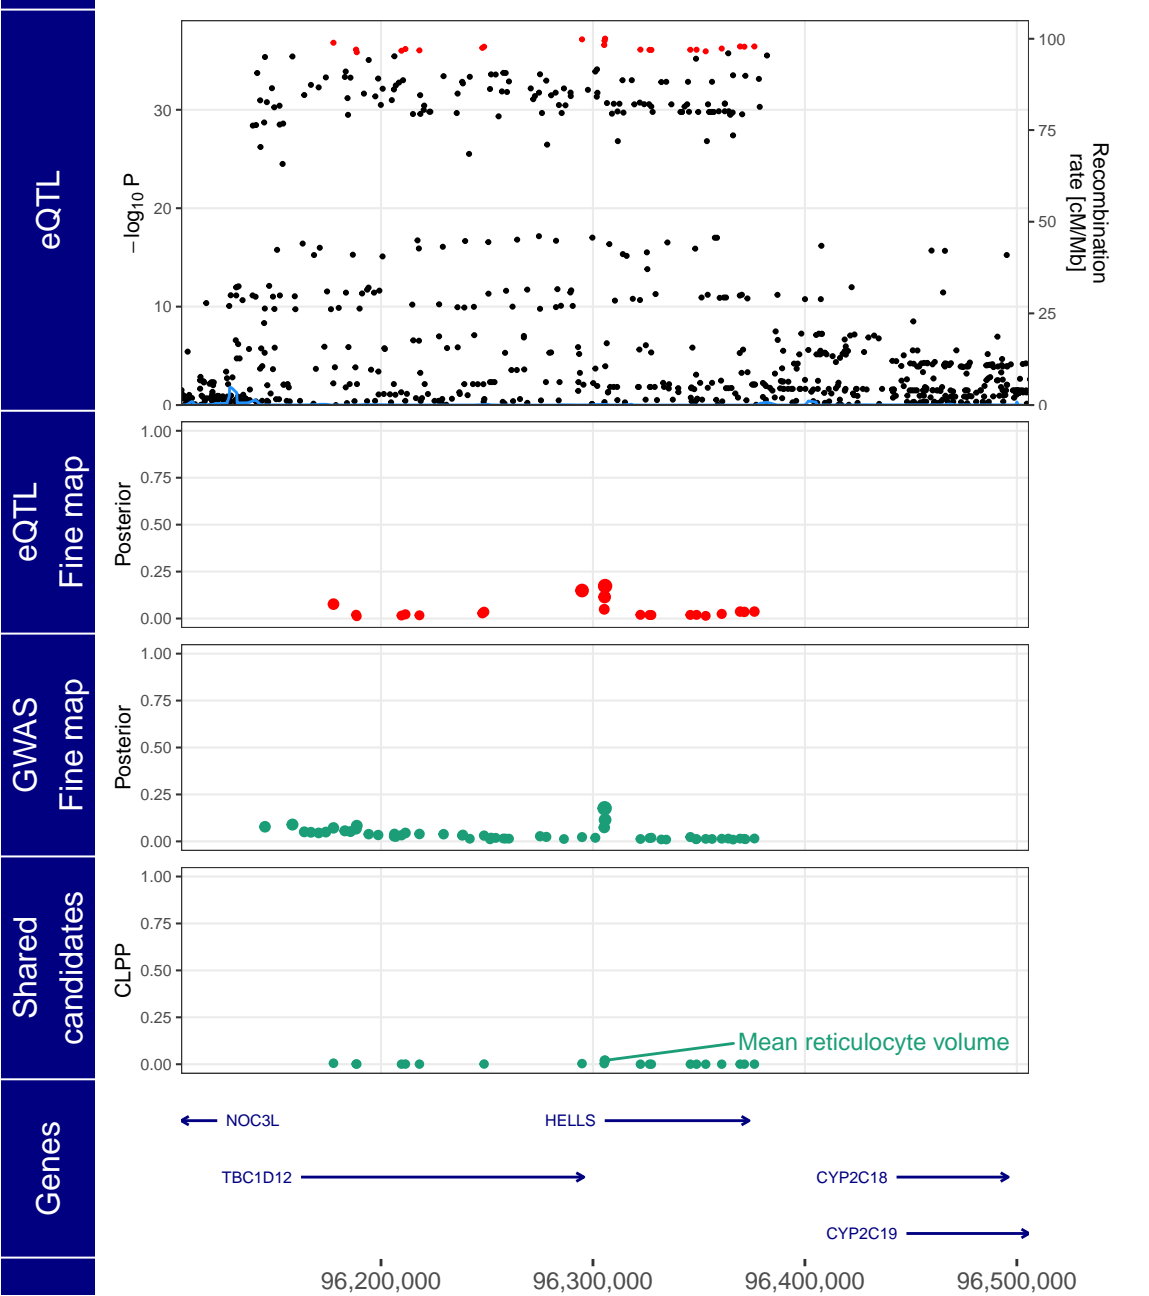 eQTL
−log10 P
0
10
20
30
0
25
50
75
100
Recombination
rate [cM/Mb]
eQTL
Fine map
Posterior
1.00
0.75
0.50
0.25
0.00
GWAS
Fine map
Posterior
1.00
0.75
0.50
0.25
0.00
Shared
candidates
CLPP
1.00
0.75
0.50
0.25
0.00
Mean reticulocyte volume
Genes
NOC3L
HELLS
TBC1D12
CYP2C18
CYP2C19
96,200,000
96,300,000
96,400,000
96,500,000